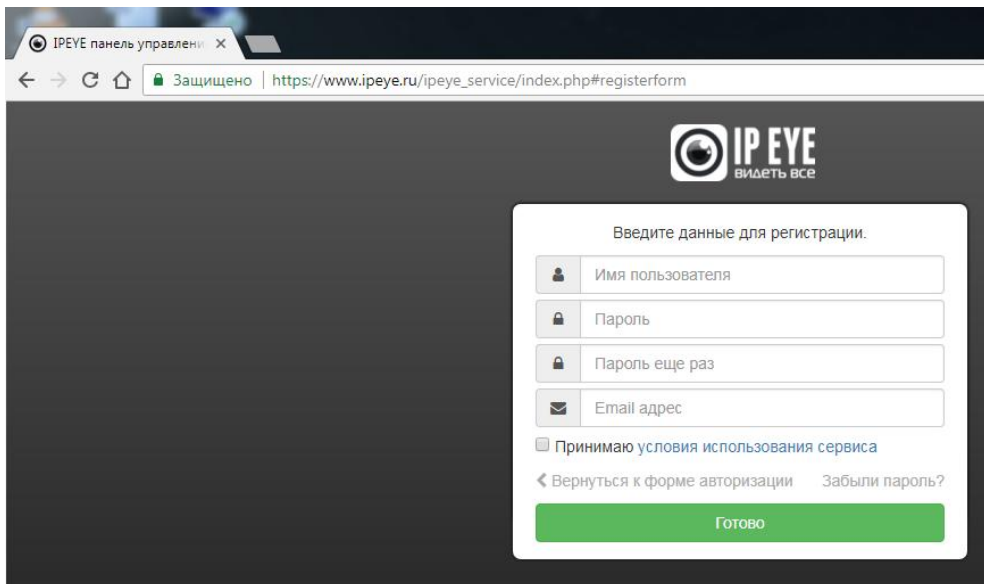 IPEYE панель управлени
Защищено | https://www.ipeye.ru/ipeye_service/index.php#registerform
IP EYE
видеть все
Введите данные для регистрации.
Имя пользователя
Пароль
Пароль еще раз
Email адрес
Принимаю условия использования сервиса
Вернуться к форме авторизации Забыли пароль?
Готово